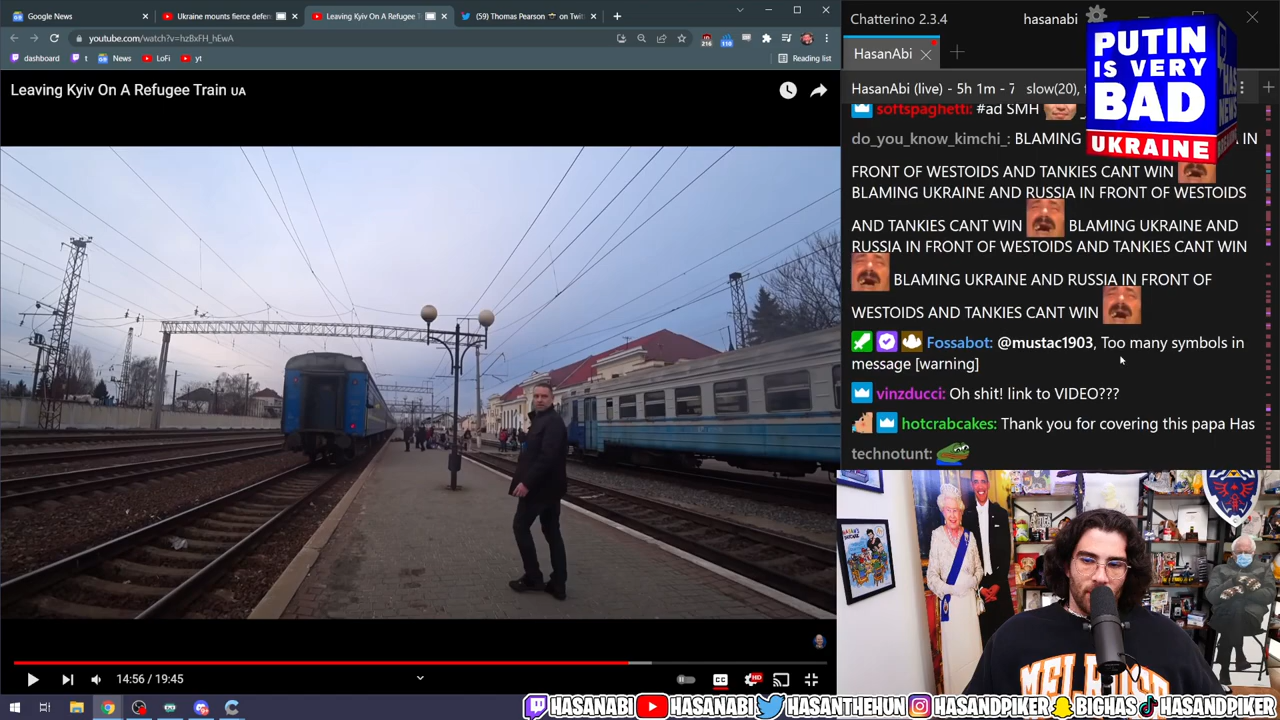 Google News
Ukraine mounts fierce defen
Leaving Kyiv On A Refugee T
(59) Thomas Pearson on Twit
youtube.com/watch?v=hzBxFH_hEwA
216
110
dashboard
t
News
LoFi
yt
Reading list
Leaving Kyiv On A Refugee Train UA
14:56 / 19:45
CC
HD
Chatterino 2.3.4
hasanabi
HasanAbi
HasanAbi (live) - 5h 1m - 7
slow(20), f
PUTIN
IS VERY
BAD
UKRAINE
softspaghetti: #ad SMH
do_you_know_kimchi_: BLAMING IN
FRONT OF WESTOIDS AND TANKIES CANT WIN
BLAMING UKRAINE AND RUSSIA IN FRONT OF WESTOIDS
AND TANKIES CANT WIN BLAMING UKRAINE AND
RUSSIA IN FRONT OF WESTOIDS AND TANKIES CANT WIN
BLAMING UKRAINE AND RUSSIA IN FRONT OF
WESTOIDS AND TANKIES CANT WIN
Fossabot: @mustac1903, Too many symbols in
message [warning]
vinzducci: Oh shit! link to VIDEO???
hotcrabcakes: Thank you for covering this papa Has
technotunt:
HASANABI HASANABI HASANTHEHUN HASANDPIKER BIGHAS HASANDPIKER